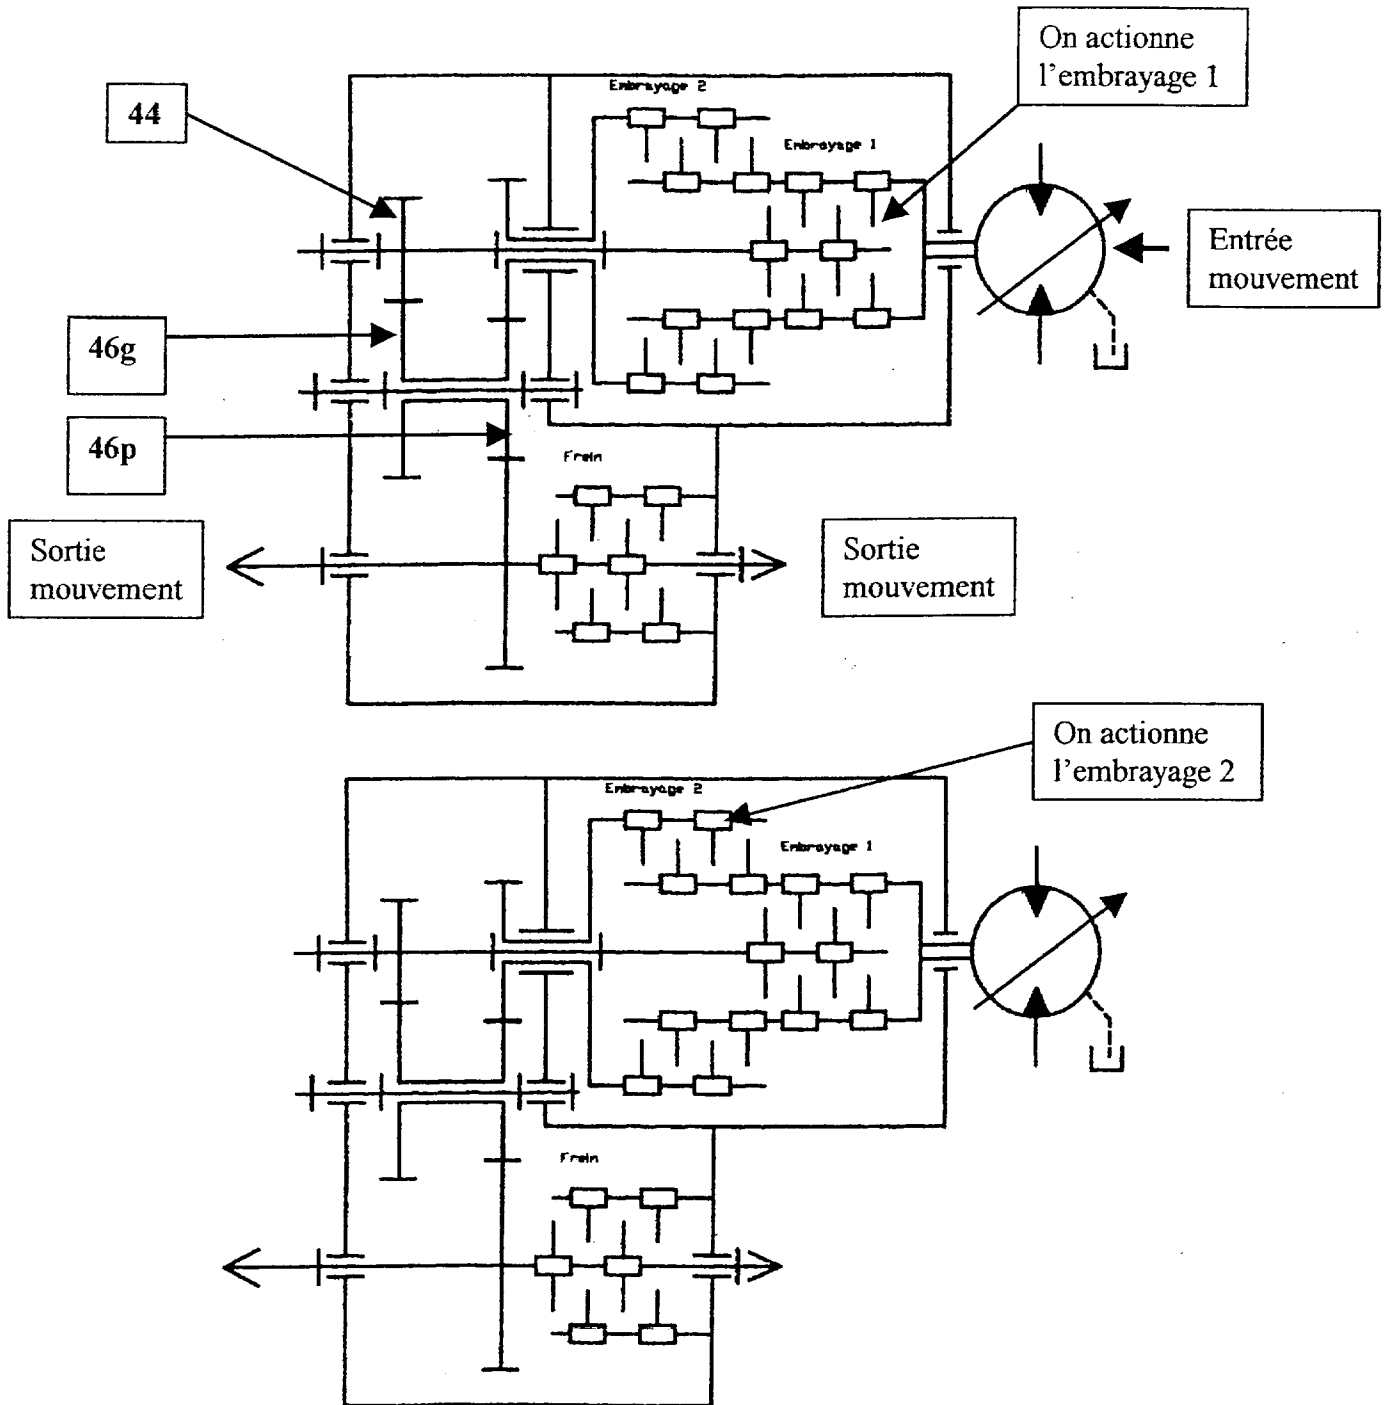 On actionne
l'embrayage 1
44
Embrayage 2
Embrayage 1
Entrée
mouvement
46g
46p
Frein
Sortie
mouvement
Sortie
mouvement
On actionne
l'embrayage 2
Embrayage 2
Embrayage 1
Frein